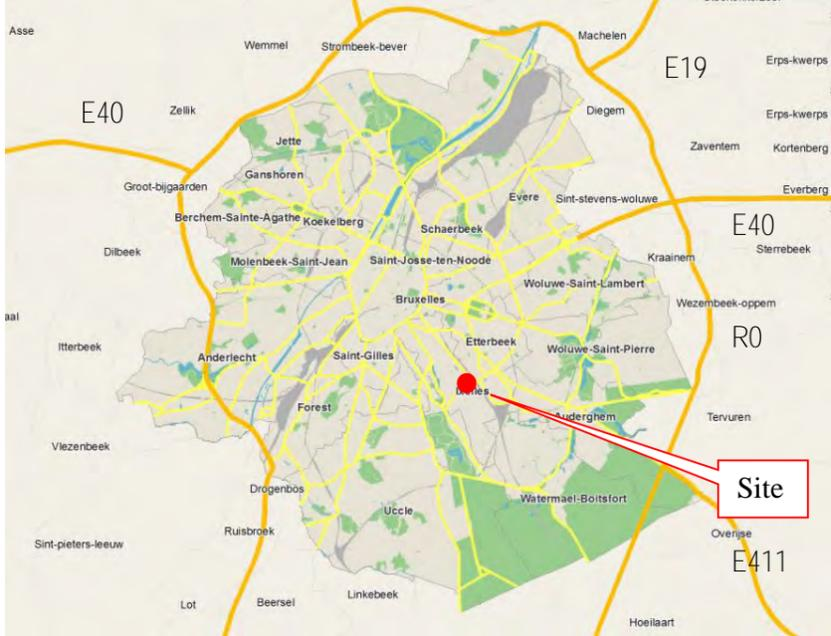 Asse
Wemmel
Strombeek-bever
Machelen
E19
Erps-kwerps
E40
Zellik
Diegem
Erps-kwerps
Jette
Zaventem
Kortenberg
Ganshoren
Groot-bijgaarden
Evere
Sint-stevens-woluwe
Everberg
Berchem-Sainte-Agathe
Koekelberg
Schaerbeek
E40
Dilbeek
Molenbeek-Saint-Jean
Saint-Josse-ten-Noode
Kraainem
Sterrebeek
Woluwe-Saint-Lambert
Bruxelles
Wezembeek-oppem
Itterbeek
Anderlecht
Saint-Gilles
Etterbeek
Woluwe-Saint-Pierre
R0
Forest
Auderghem
Tervuren
Vlezenbeek
Drogenbos
Site
Watermael-Boitsfort
Uccle
Ruisbroek
Overijse
Sint-pieters-leeuw
E411
Linkebeek
Lot
Beersel
Hoeilaart